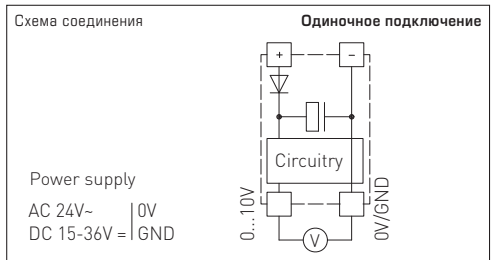 Схема соединения
Одиночное подключение
+ −
Circuitry
Power supply
AC 24V~ 0V
DC 15-36V = GND
0...10V
0V/GND
V